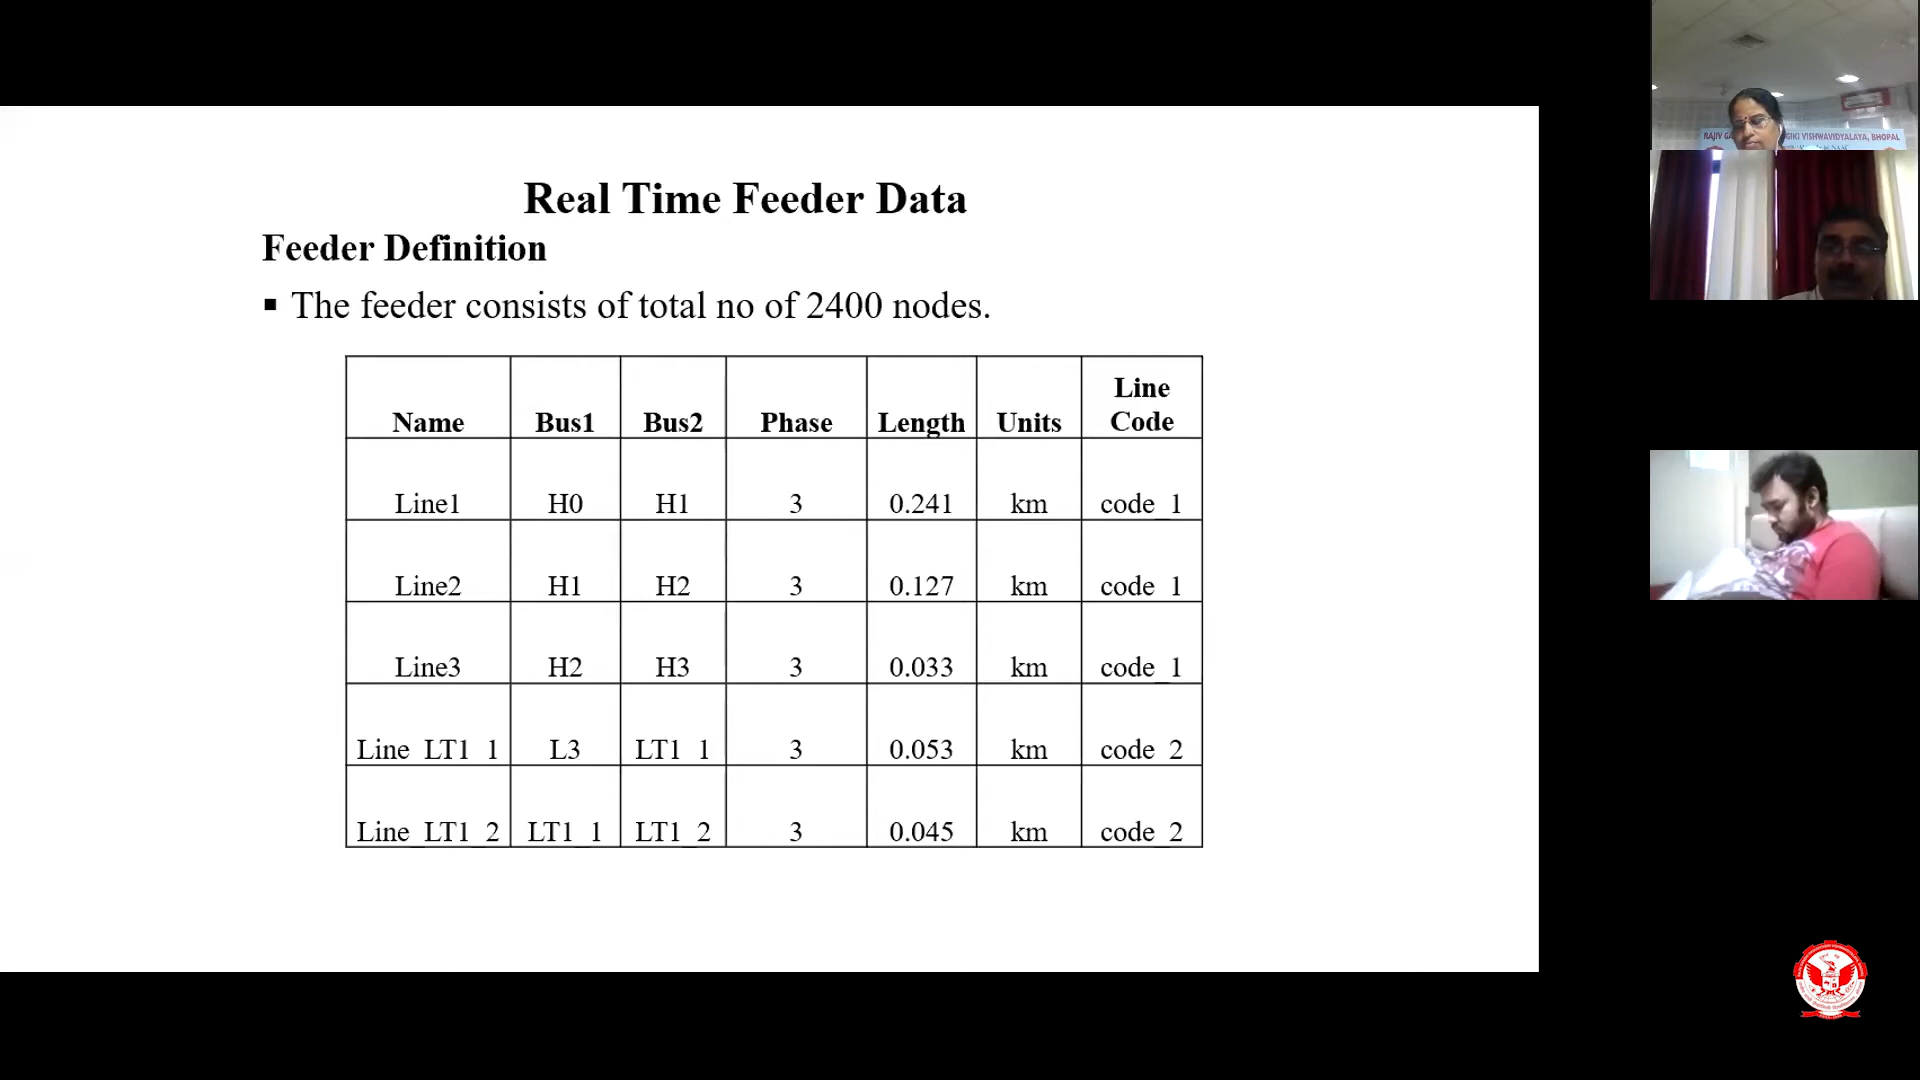 Real Time Feeder Data
Feeder Definition
▪ The feeder consists of total no of 2400 nodes.
Name Bus1 Bus2 Phase Length Units Line Code
Line1 H0 H1 3 0.241 km code_1
Line2 H1 H2 3 0.127 km code_1
Line3 H2 H3 3 0.033 km code_1
Line_LT1_1 L3 LT1_1 3 0.053 km code_2
Line_LT1_2 LT1_1 LT1_2 3 0.045 km code_2
RAJIV VISHWAVIDYALAYA, BHOPAL